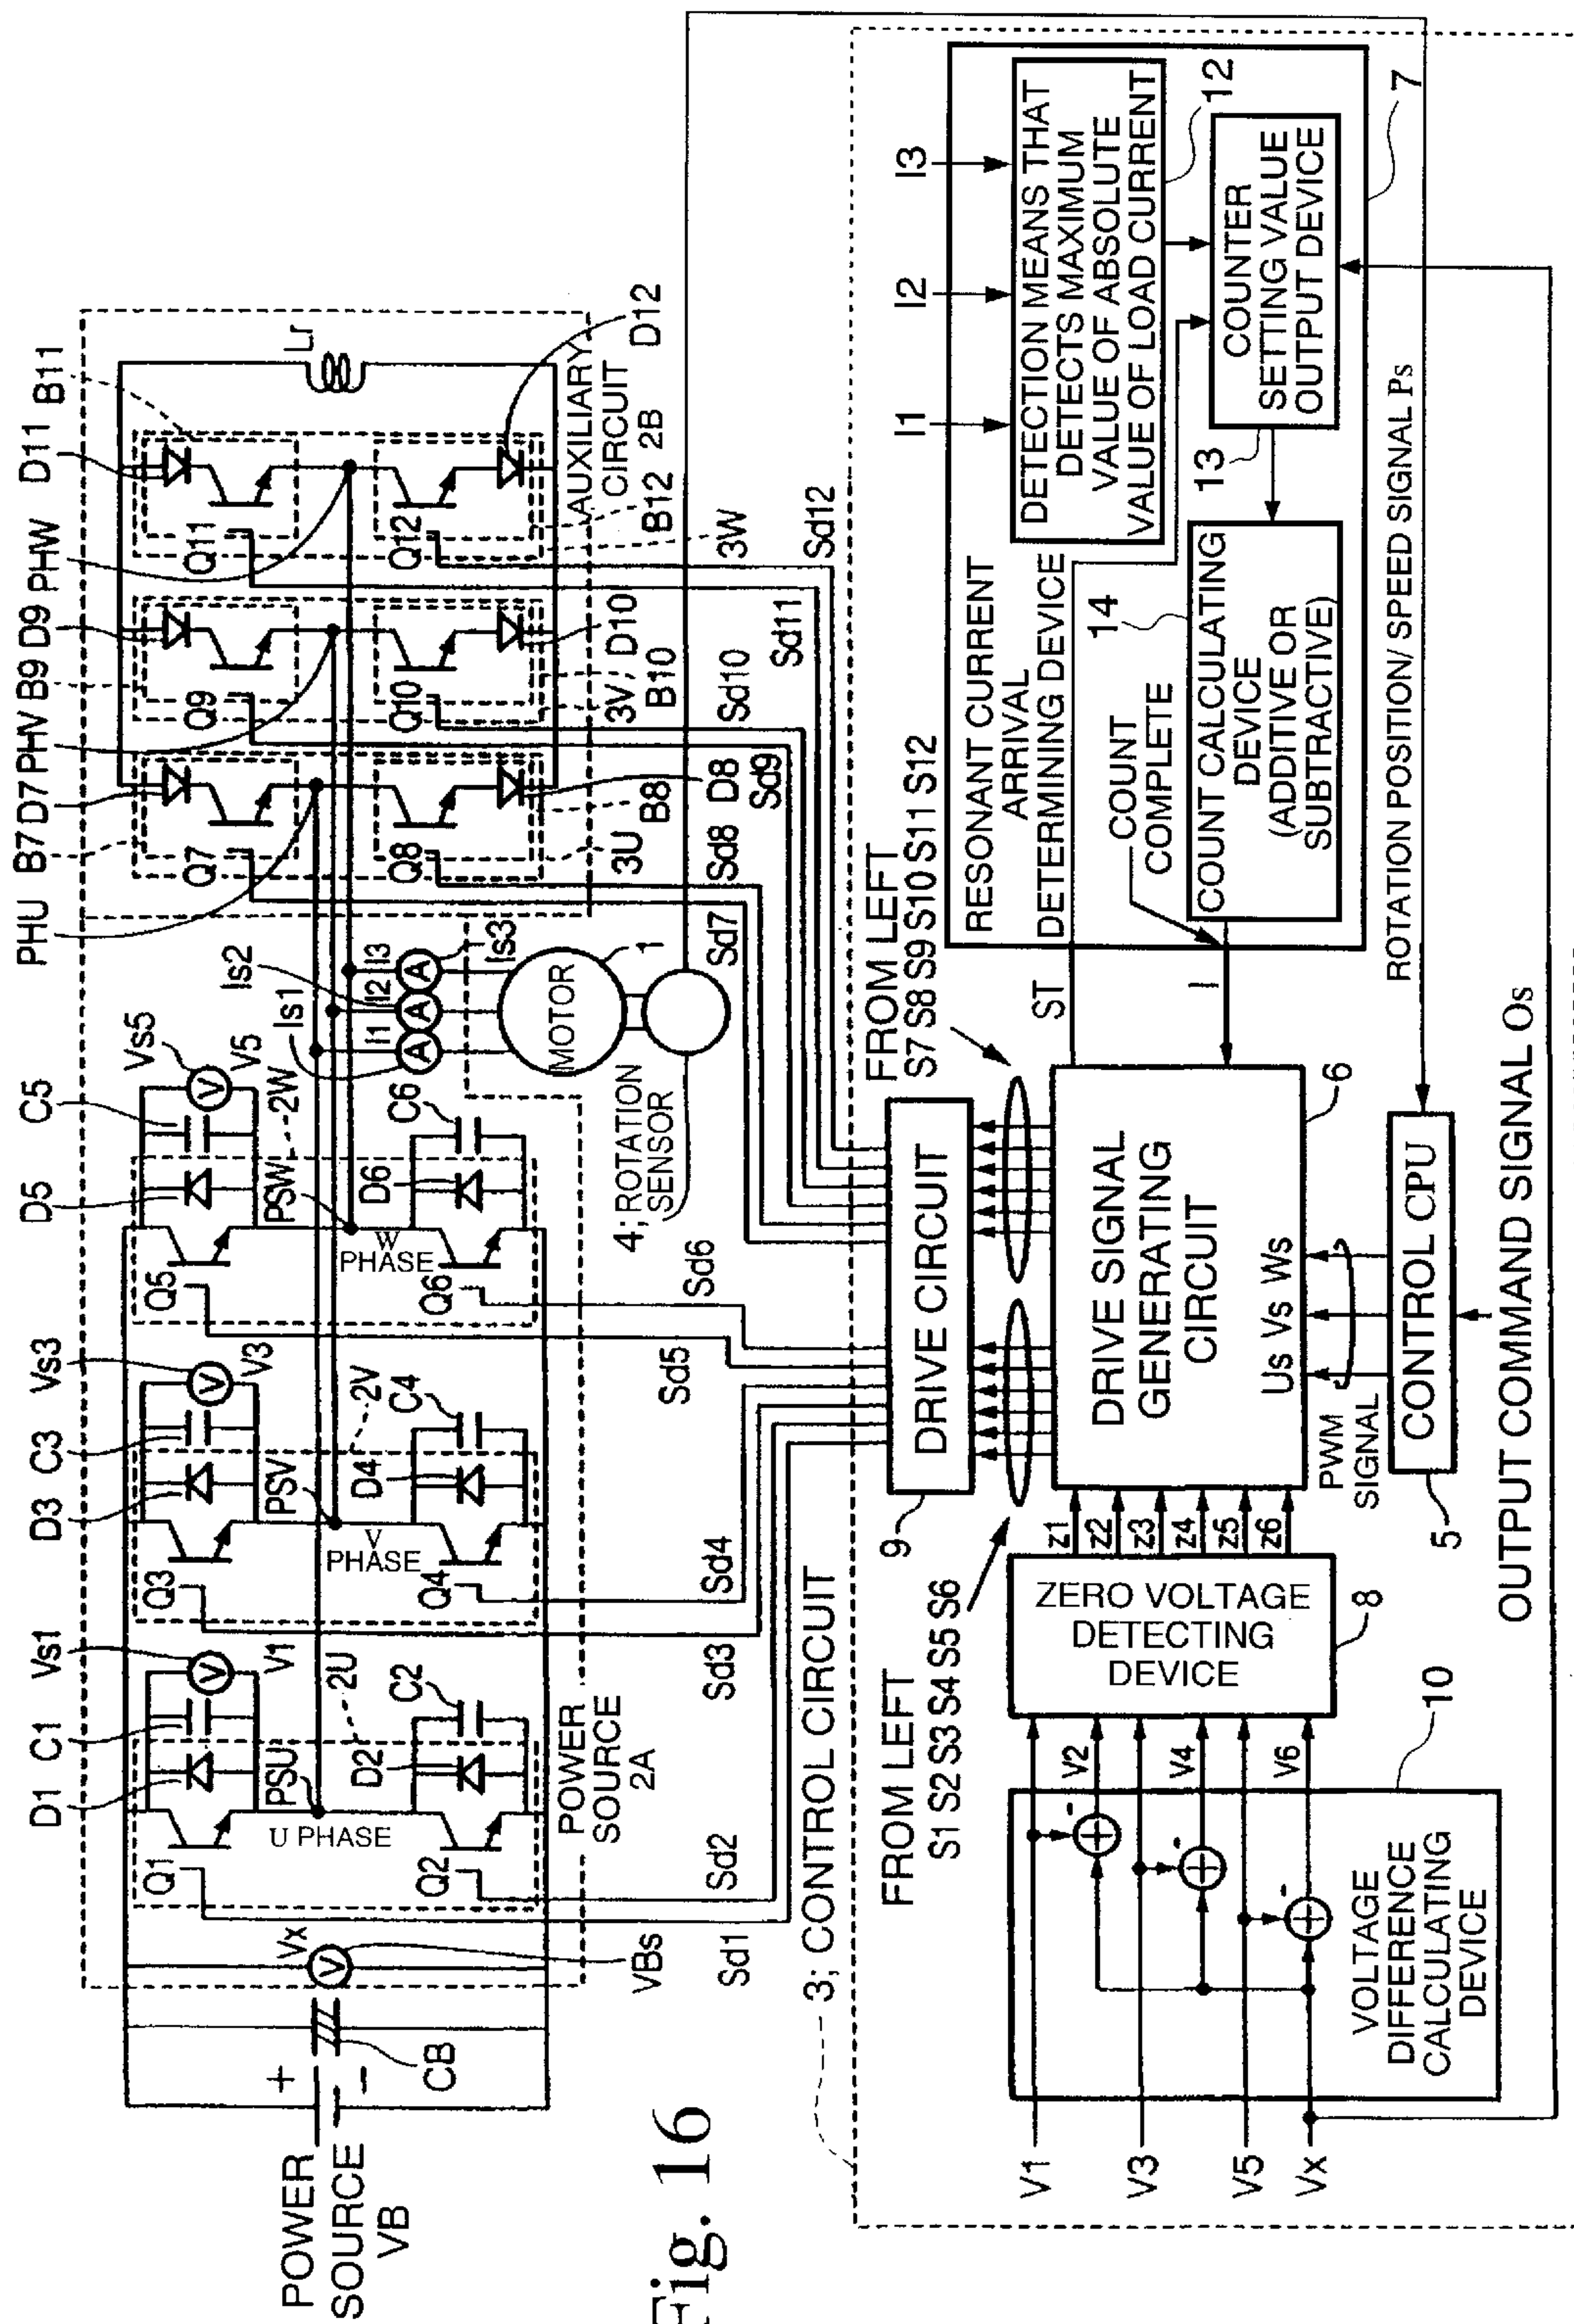 Fig. 16
POWER
SOURCE
VB
+
-
CB
Vx
V
VBs
D1
C1
Vs1
V
V1
Q1
PSU
2U
U PHASE
D2
C2
Q2
POWER
SOURCE
2A
D3
C3
Vs3
V
V3
Q3
PSV
2V
V
PHASE
D4
C4
Q4
D5
C5
Vs5
V
V5
Q5
PSW
2W
W
PHASE
D6
C6
Q6
Is1
Is2
Is3
I1
I2
I3
A
A
A
MOTOR
1
4; ROTATION
SENSOR
PHU
B7
D7
PHV
B9
D9
PHW
D11
B11
Q7
Q9
Q11
Lr
Q8
Q10
Q12
3U
B8
D8
3V
B10
D10
3W
B12
AUXILIARY
CIRCUIT
2B
D12
Sd1
Sd2
Sd3
Sd4
Sd5
Sd6
Sd7
Sd8
Sd9
Sd10
Sd11
Sd12
3; CONTROL CIRCUIT
9
DRIVE CIRCUIT
FROM LEFT
S1 S2 S3 S4 S5 S6
FROM LEFT
S7 S8 S9 S10 S11 S12
V1
V3
V5
Vx
-
-
-
V2
V4
V6
VOLTAGE
DIFFERENCE
CALCULATING
DEVICE
10
ZERO VOLTAGE
DETECTING
DEVICE
8
z1
z2
z3
z4
z5
z6
DRIVE SIGNAL
GENERATING
CIRCUIT
Us Vs Ws
6
PWM
SIGNAL
CONTROL CPU
5
OUTPUT COMMAND SIGNAL Os
ST
I
RESONANT CURRENT
ARRIVAL
DETERMINING DEVICE
I1
I2
I3
DETECTION MEANS THAT
DETECTS MAXIMUM
VALUE OF ABSOLUTE
VALUE OF LOAD CURRENT
12
COUNTER
SETTING VALUE
OUTPUT DEVICE
13
14
COUNT
COMPLETE
COUNT CALCULATING
DEVICE
(ADDITIVE OR
SUBTRACTIVE)
7
ROTATION POSITION/ SPEED SIGNAL Ps